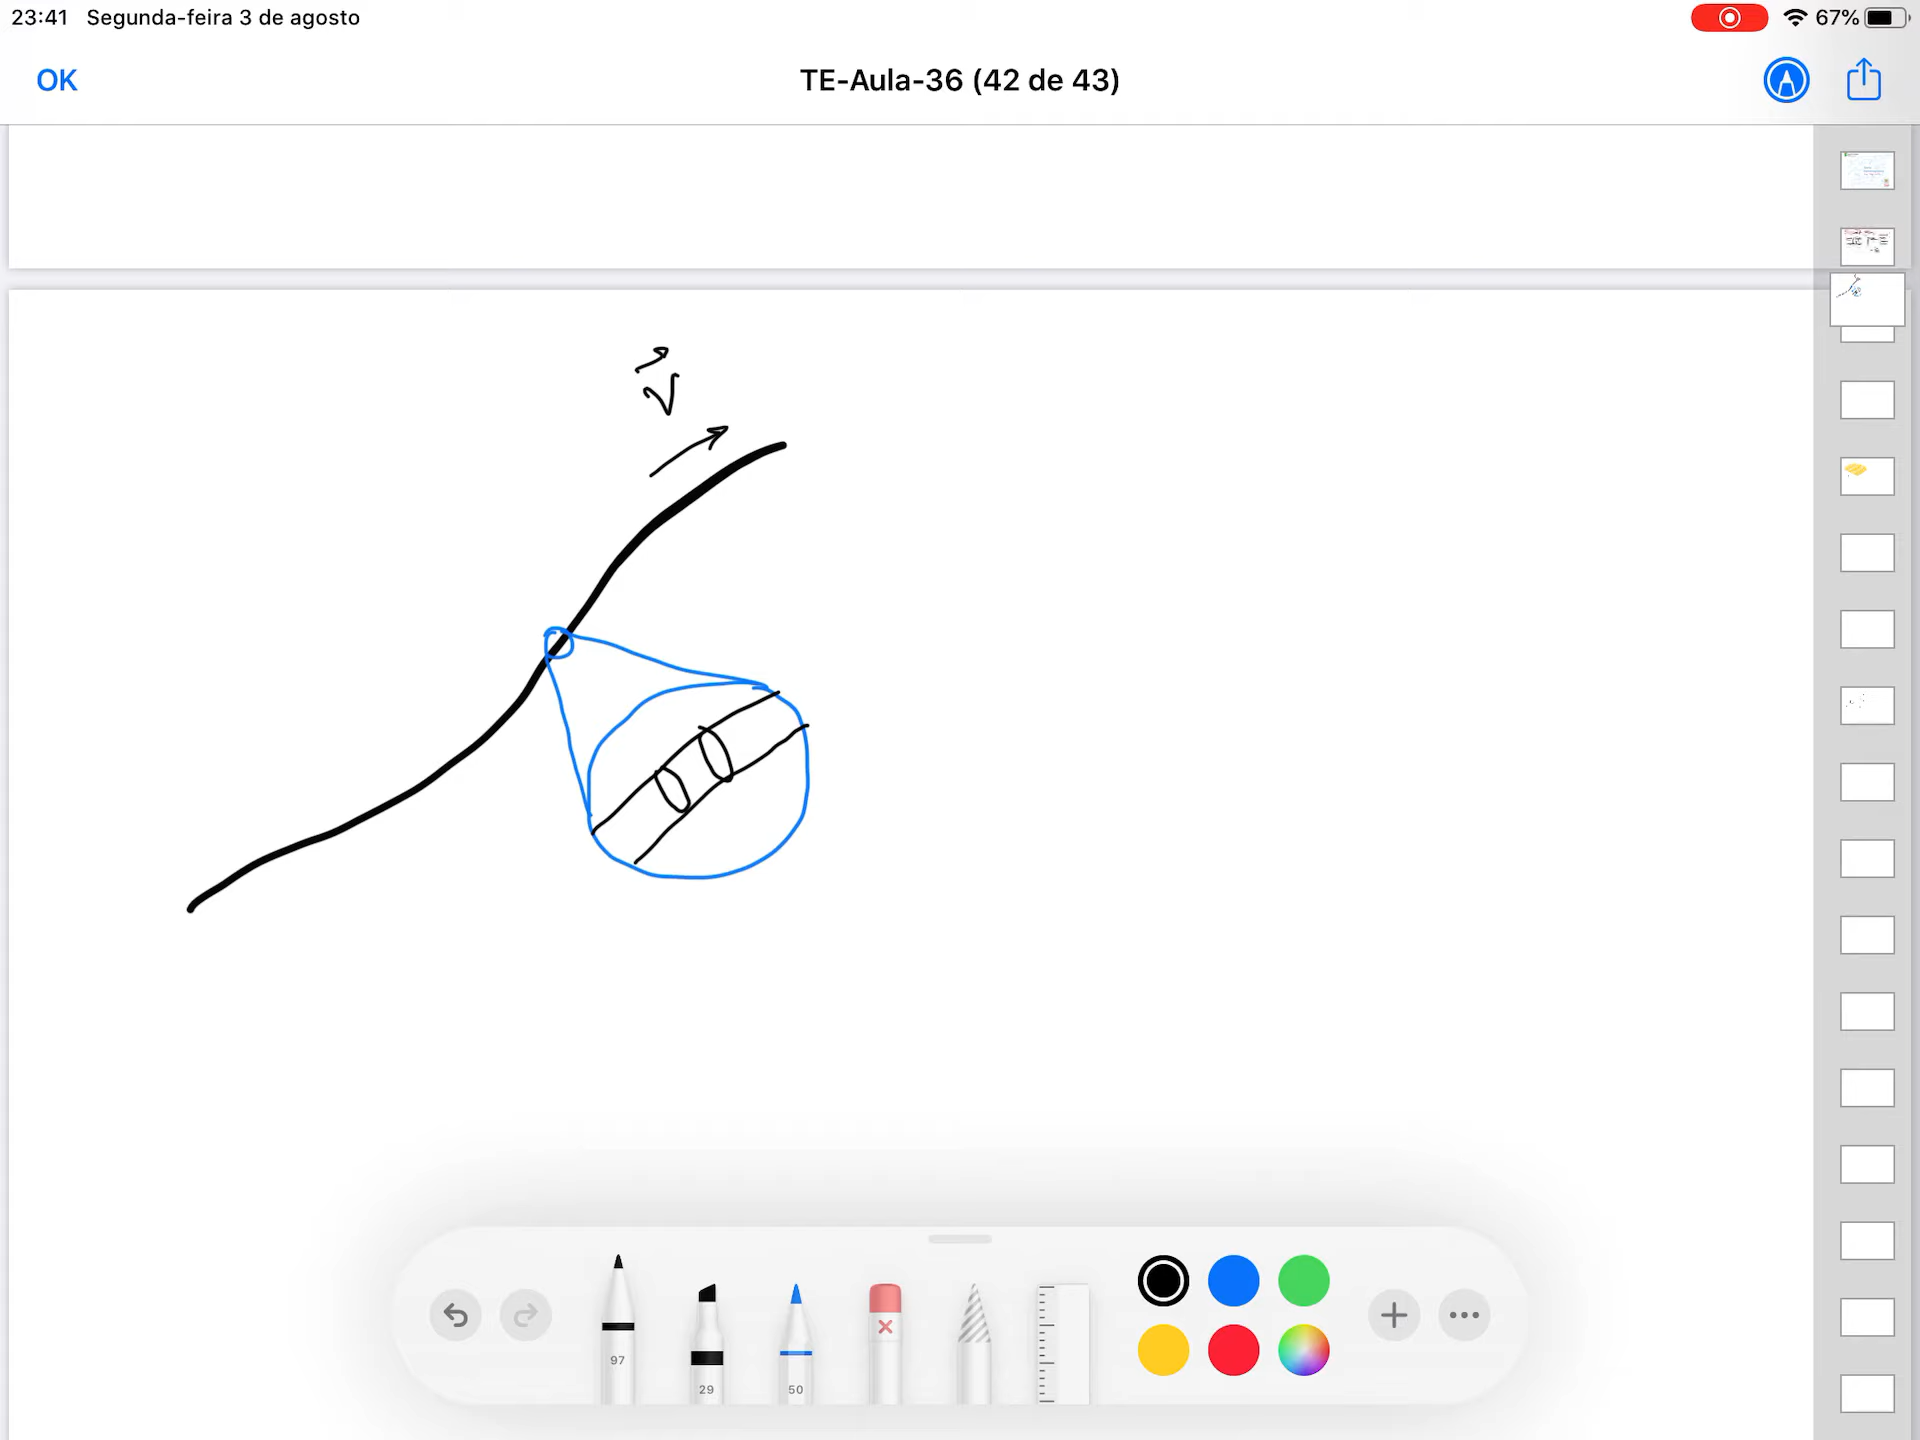 23:41 Segunda-feira 3 de agosto 67%
OK
TE-Aula-36 (42 de 43)
v
97
29
50